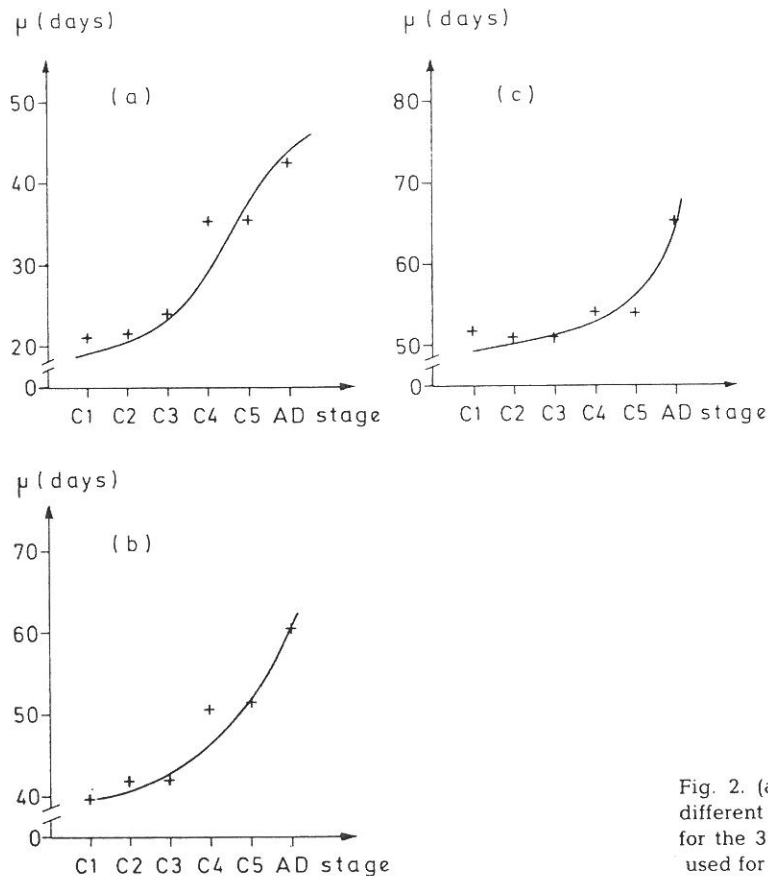 μ (days)
50
(a)
40
30
20
0
C1 C2 C3 C4 C5 AD stage
μ (days)
80
(c)
70
60
50
0
C1 C2 C3 C4 C5 AD stage
μ (days)
70
(b)
60
50
40
0
C1 C2 C3 C4 C5 AD stage
Fig. 2. (a
different
for the 3
used for